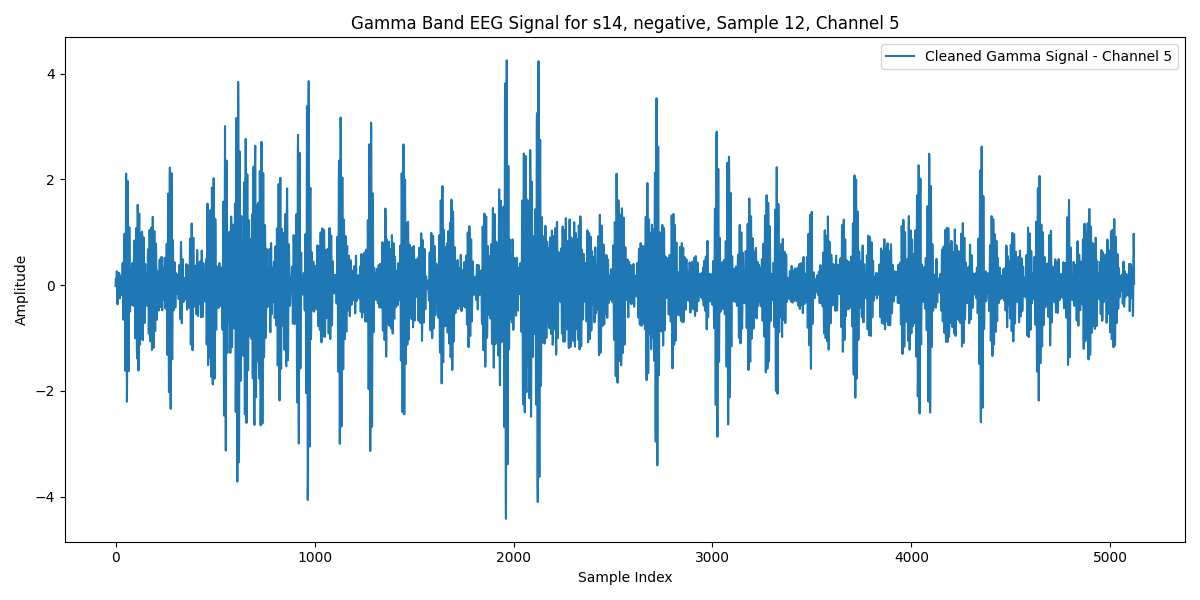 Gamma Band EEG Signal for s14, negative, Sample 12, Channel 5
Cleaned Gamma Signal - Channel 5
Amplitude
4
2
0
−2
−4
0 1000 2000 3000 4000 5000
Sample Index